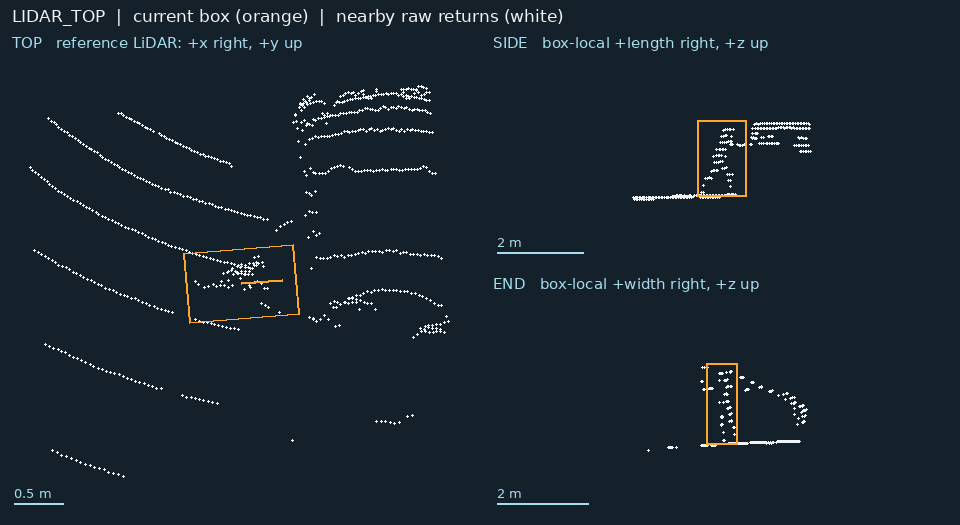 LIDAR_TOP  |  current box (orange)  |  nearby raw returns (white)
TOP   reference LiDAR: +x right, +y up
SIDE   box-local +length right, +z up
2 m
END   box-local +width right, +z up
0.5 m
2 m